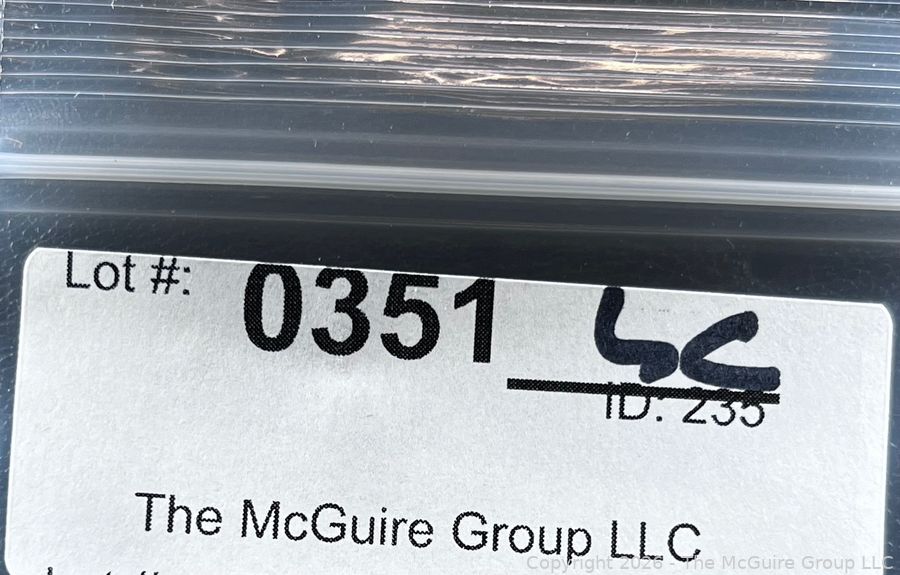 Lot #: 0351
ID: 235
The McGuire Group LLC
Copyright 2026 - The McGuire Group LLC